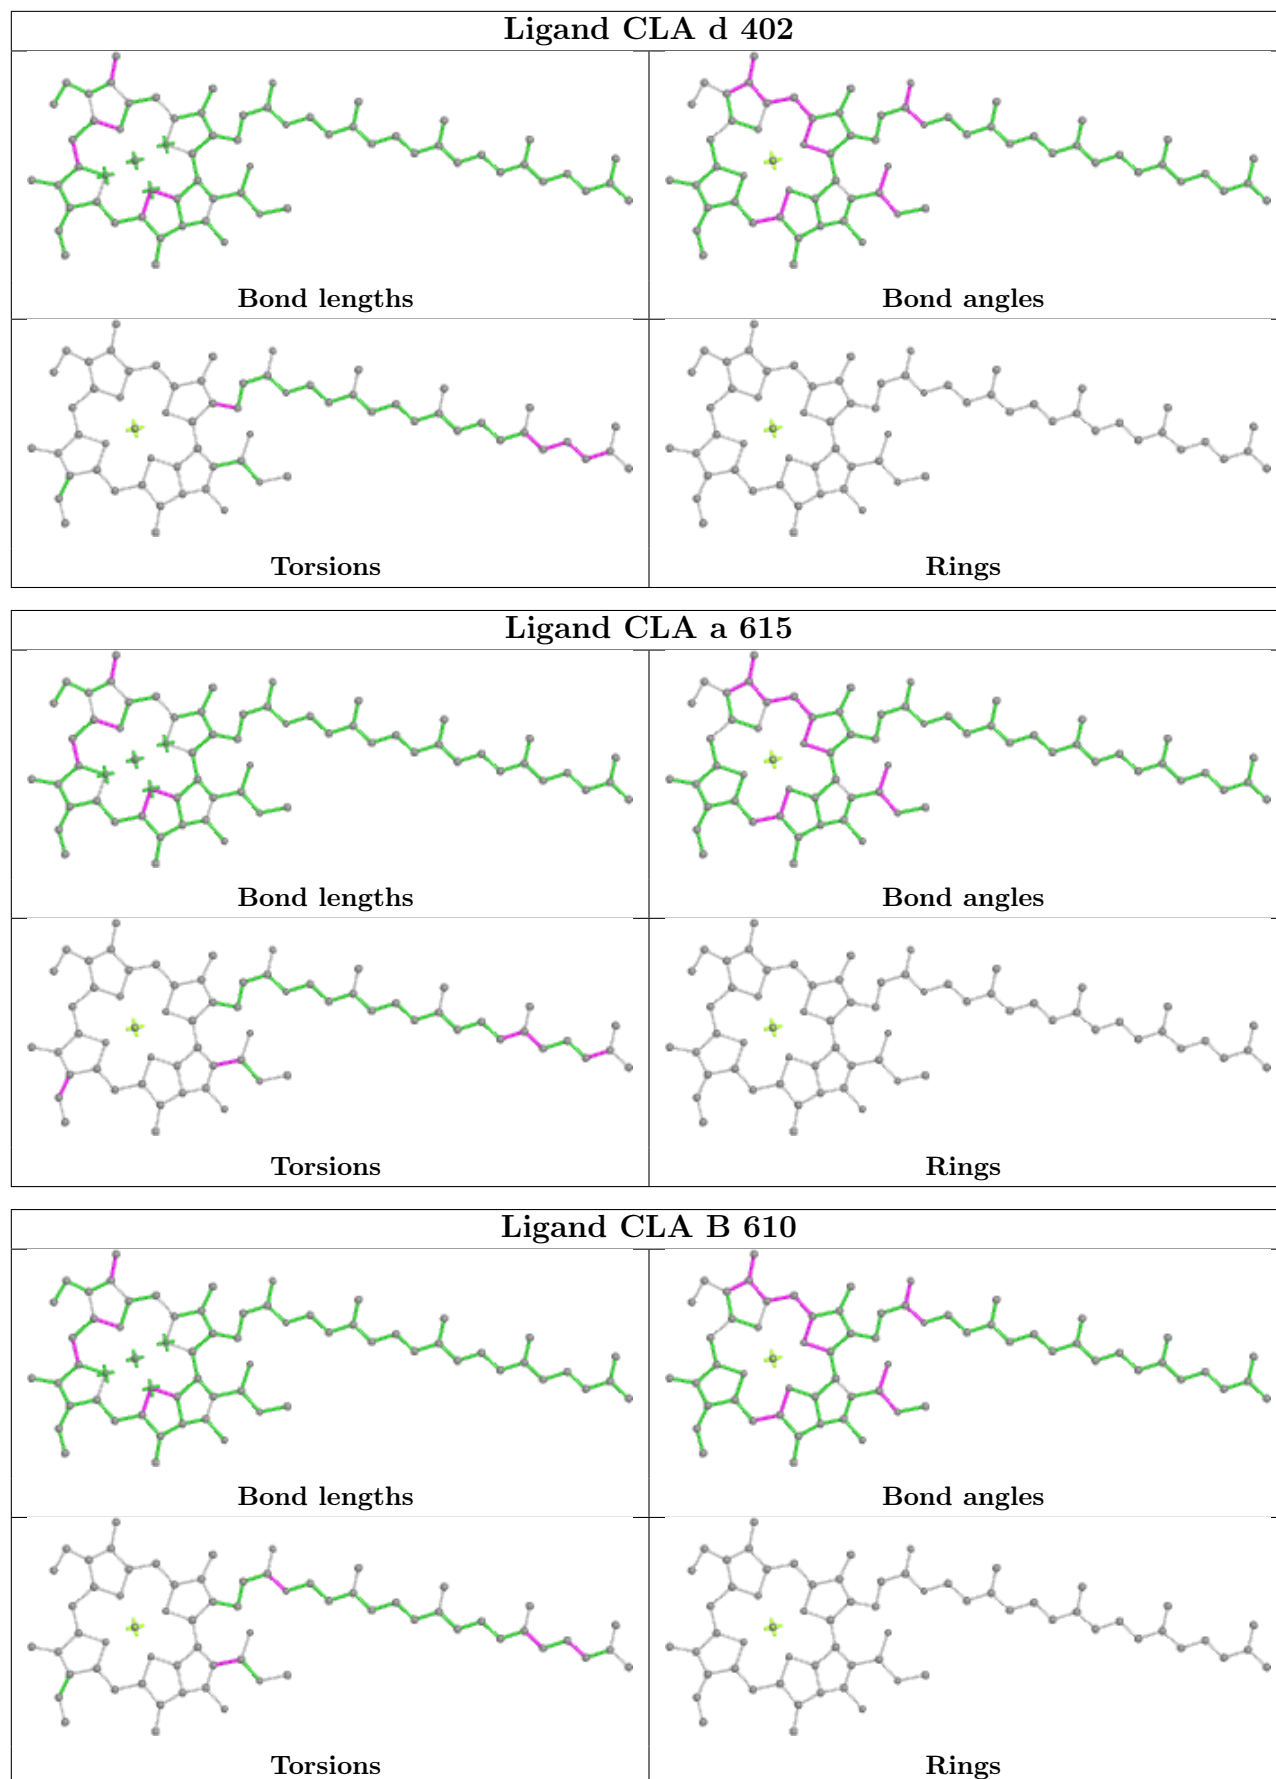 Ligand CLA d 402
Bond lengths
Bond angles
Torsions
Rings
Ligand CLA a 615
Bond lengths
Bond angles
Torsions
Rings
Ligand CLA B 610
Bond lengths
Bond angles
Torsions
Rings